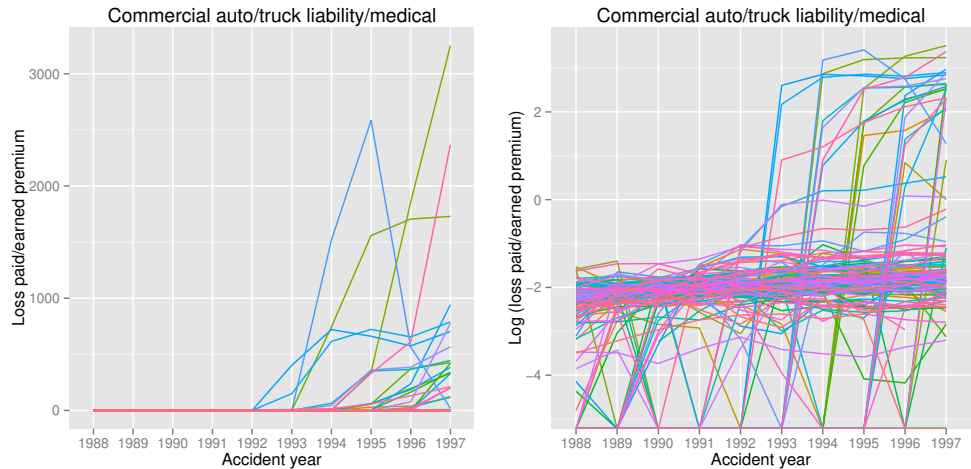 Commercial auto/truck liability/medical
Loss paid/earned premium
3000
2000
1000
0
1988 1989 1990 1991 1992 1993 1994 1995 1996 1997
Accident year
Commercial auto/truck liability/medical
Log (loss paid/earned premium)
2
0
−2
−4
1988 1989 1990 1991 1992 1993 1994 1995 1996 1997
Accident year